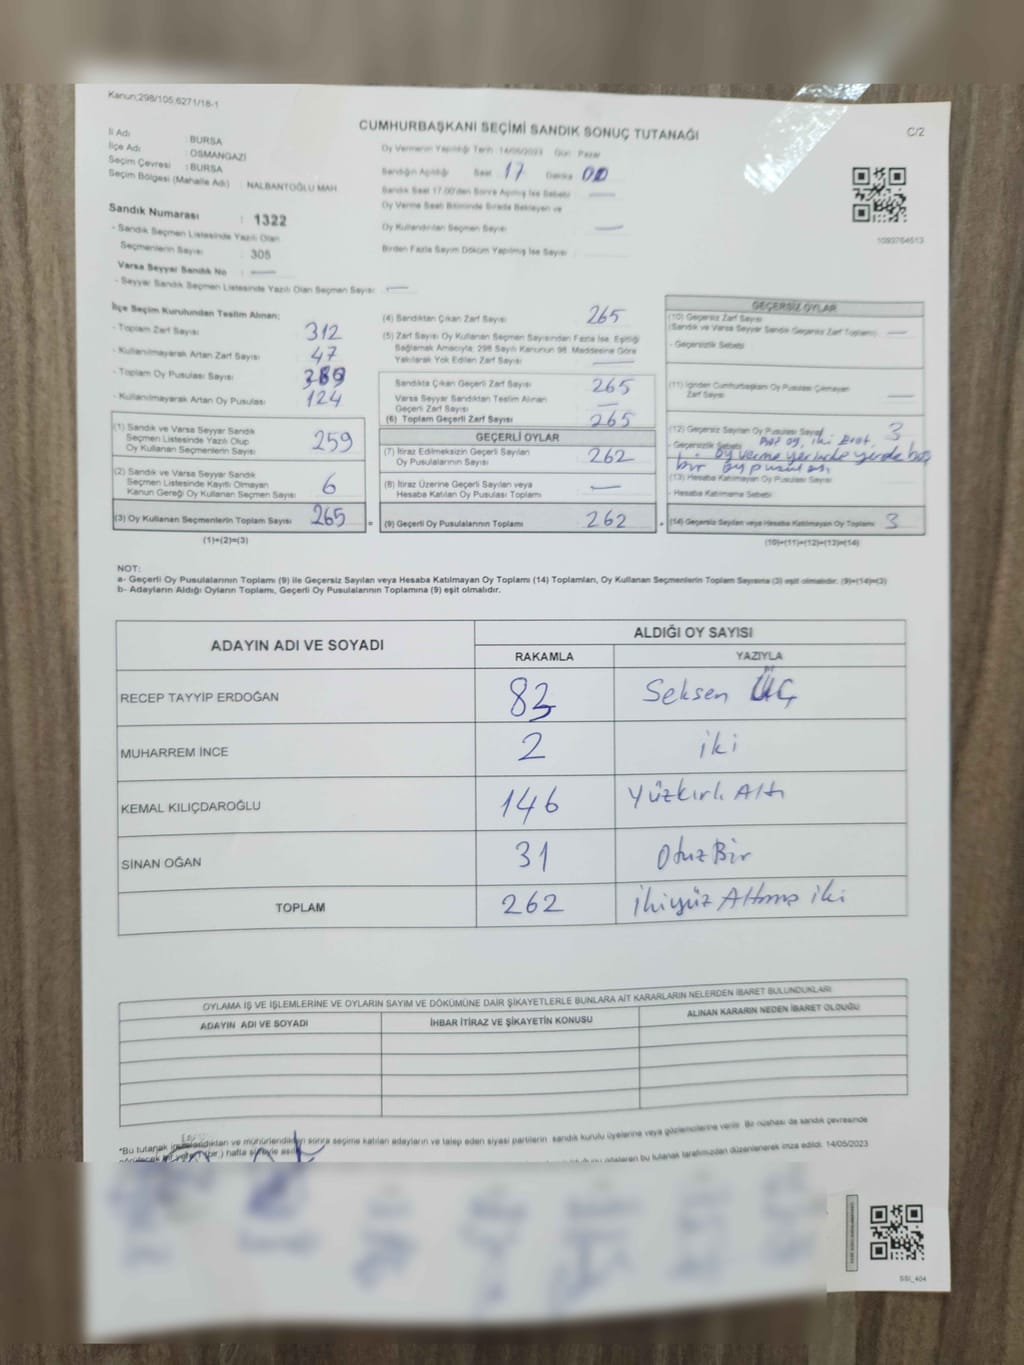 Kanun;298/105,6271/18-1
CUMHURBAŞKANI SEÇİMİ SANDIK SONUÇ TUTANAĞI
C/2
İl Adı : BURSA
İlçe Adı : OSMANGAZİ
Seçim Çevresi : BURSA
Seçim Bölgesi (Mahalle Adı) : NALBANTOĞLU MAH
Sandık Numarası : 1322
- Sandık Seçmen Listesinde Yazılı Olan
Seçmenlerin Sayısı : 305
Varsa Seyyar Sandık No : —
- Seyyar Sandık Seçmen Listesinde Yazılı Olan Seçmen Sayısı : —
Oy Vermenin Yapıldığı Tarih :14/05/2023 Gün : Pazar
Sandığın Açıldığı Saat 17 Dakika 00
Sandık Saat 17:00'den Sonra Açılmış İse Sebebi : —
Oy Verme Saati Bitiminde Sırada Bekleyen ve
Oy Kullandırılan Seçmen Sayısı : —
Birden Fazla Sayım Döküm Yapılmış İse Sayısı :
1093764613
İlçe Seçim Kurulundan Teslim Alınan;
- Toplam Zarf Sayısı : 312
- Kullanılmayarak Artan Zarf Sayısı : 47
- Toplam Oy Pusulası Sayısı : 389
- Kullanılmayarak Artan Oy Pusulası : 124
(1) Sandık ve Varsa Seyyar Sandık
Seçmen Listesinde Yazılı Olup
Oy Kullanan Seçmenlerin Sayısı : 259
(2) Sandık ve Varsa Seyyar Sandık
Seçmen Listesinde Kayıtlı Olmayan
Kanun Gereği Oy Kullanan Seçmen Sayısı : 6
(3) Oy Kullanan Seçmenlerin Toplam Sayısı : 265
(1)+(2)=(3)
(4) Sandıktan Çıkan Zarf Sayısı : 265
(5) Zarf Sayısı Oy Kullanan Seçmen Sayısından Fazla İse, Eşitliği
Sağlamak Amacıyla; 298 Sayılı Kanunun 98. Maddesine Göre
Yakılarak Yok Edilen Zarf Sayısı : —
Sandıkta Çıkan Geçerli Zarf Sayısı : 265
Varsa Seyyar Sandıktan Teslim Alınan
Geçerli Zarf Sayısı : —
(6) Toplam Geçerli Zarf Sayısı : 265
GEÇERLİ OYLAR
(7) İtiraz Edilmeksizin Geçerli Sayılan
Oy Pusulalarının Sayısı : 262
(8) İtiraz Üzerine Geçerli Sayılan veya
Hesaba Katılan Oy Pusulası Toplamı : —
= (9) Geçerli Oy Pusulalarının Toplamı : 262
GEÇERSİZ OYLAR
(10) Geçersiz Zarf Sayısı
(Sandık ve Varsa Seyyar Sandık Geçersiz Zarf Toplamı) : —
- Geçersizlik Sebebi :
(11) İçinden Cumhurbaşkanı Oy Pusulası Çıkmayan
Zarf Sayısı : —
(12) Geçersiz Sayılan Oy Pusulası Sayısı : 3
- Geçersizlik Sebebi : oy, iki
oy verme yerinde yerde boş
bir oy pusulası
(13) Hesaba Katılmayan Oy Pusulası Sayısı :
- Hesaba Katılmama Sebebi :
+ (14) Geçersiz Sayılan veya Hesaba Katılmayan Oy Toplamı : 3
(10)+(11)+(12)+(13)=(14)
NOT:
a- Geçerli Oy Pusulalarının Toplamı (9) ile Geçersiz Sayılan veya Hesaba Katılmayan Oy Toplamı (14) Toplamları, Oy Kullanan Seçmenlerin Toplam Sayısına (3) eşit olmalıdır. (9)+(14)=(3)
b- Adayların Aldığı Oyların Toplamı, Geçerli Oy Pusulalarının Toplamına (9) eşit olmalıdır.
ADAYIN ADI VE SOYADI
ALDIĞI OY SAYISI
RAKAMLA YAZIYLA
RECEP TAYYİP ERDOĞAN 83 Seksen ÜÇ
MUHARREM İNCE 2 iki
KEMAL KILIÇDAROĞLU 146 Yüzkırk Altı
SİNAN OĞAN 31 OtuzBir
TOPLAM 262 İkiyüz Altmış iki
OYLAMA İŞ VE İŞLEMLERİNE VE OYLARIN SAYIM VE DÖKÜMÜNE DAİR ŞİKAYETLERLE BUNLARA AİT KARARLARIN NELERDEN İBARET BULUNDUKLARI
ADAYIN ADI VE SOYADI İHBAR İTİRAZ VE ŞİKAYETİN KONUSU ALINAN KARARIN NEDEN İBARET OLDUĞU
*Bu tutanak imzalandıktan ve mühürlendikten sonra seçime katılan adayların ve talep eden siyasi partilerin sandık kurulu üyelerine veya gözlemcilerine verilir. Bir nüshası da sandık çevresinde
(bir) hafta süreyle bu tutanak tarafımızdan düzenlenerek imza edildi. 14/05/2023
SSI_404